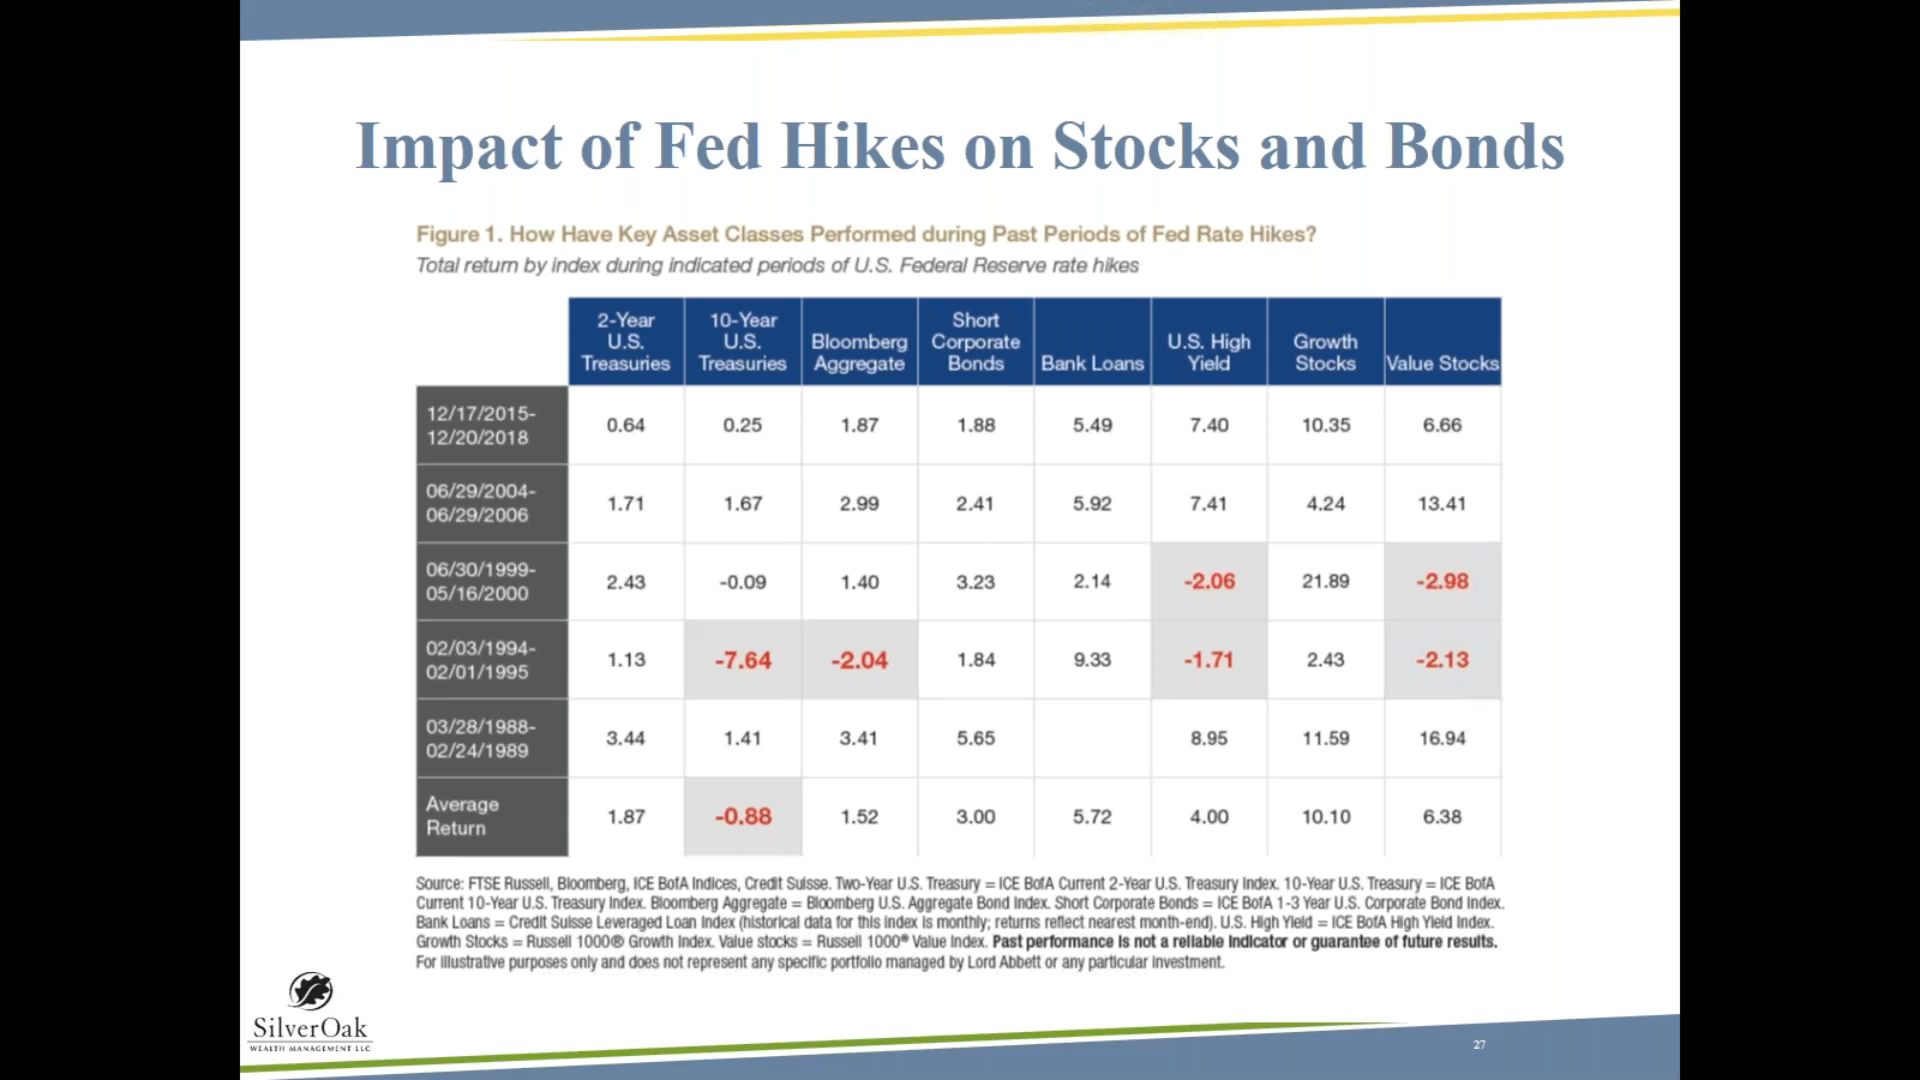 Impact of Fed Hikes on Stocks and Bonds
Figure 1. How Have Key Asset Classes Performed during Past Periods of Fed Rate Hikes?
Total return by index during indicated periods of U.S. Federal Reserve rate hikes
2-Year U.S. Treasuries 10-Year U.S. Treasuries Bloomberg Aggregate Short Corporate Bonds Bank Loans U.S. High Yield Growth Stocks Value Stocks
12/17/2015-12/20/2018 0.64 0.25 1.87 1.88 5.49 7.40 10.35 6.66
06/29/2004-06/29/2006 1.71 1.67 2.99 2.41 5.92 7.41 4.24 13.41
06/30/1999-05/16/2000 2.43 -0.09 1.40 3.23 2.14 -2.06 21.89 -2.98
02/03/1994-02/01/1995 1.13 -7.64 -2.04 1.84 9.33 -1.71 2.43 -2.13
03/28/1988-02/24/1989 3.44 1.41 3.41 5.65 8.95 11.59 16.94
Average Return 1.87 -0.88 1.52 3.00 5.72 4.00 10.10 6.38
Source: FTSE Russell, Bloomberg, ICE BofA Indices, Credit Suisse. Two-Year U.S. Treasury = ICE BofA Current 2-Year U.S. Treasury Index. 10-Year U.S. Treasury = ICE BofA
Current 10-Year U.S. Treasury Index. Bloomberg Aggregate = Bloomberg U.S. Aggregate Bond Index. Short Corporate Bonds = ICE BofA 1-3 Year U.S. Corporate Bond Index.
Bank Loans = Credit Suisse Leveraged Loan Index (historical data for this index is monthly; returns reflect nearest month-end). U.S. High Yield = ICE BofA High Yield Index.
Growth Stocks = Russell 1000® Growth Index. Value stocks = Russell 1000® Value Index. Past performance is not a reliable indicator or guarantee of future results.
For illustrative purposes only and does not represent any specific portfolio managed by Lord Abbett or any particular investment.
SilverOak
WEALTH MANAGEMENT LLC
27